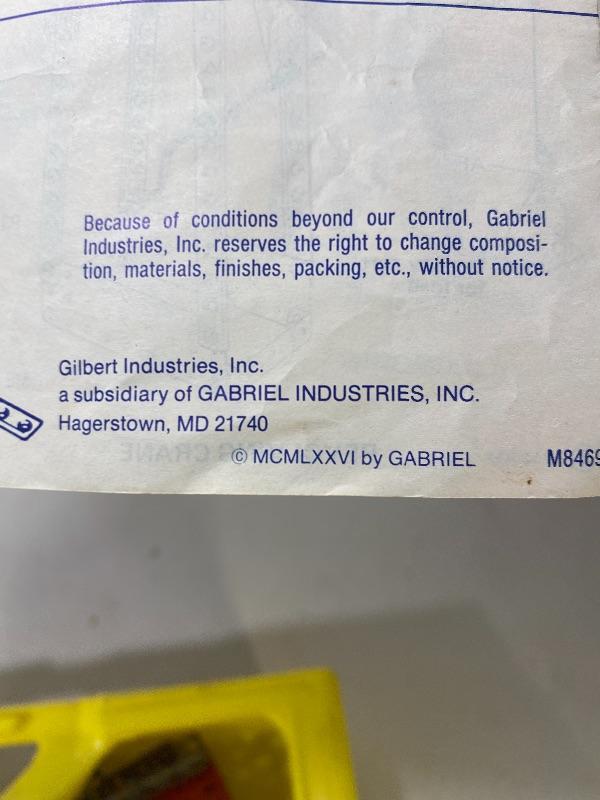 Because of conditions beyond our control, Gabriel
Industries, Inc. reserves the right to change composi-
tion, materials, finishes, packing, etc., without notice.
Gilbert Industries, Inc.
a subsidiary of GABRIEL INDUSTRIES, INC.
Hagerstown, MD 21740
© MCMLXXVI by GABRIEL
M8469